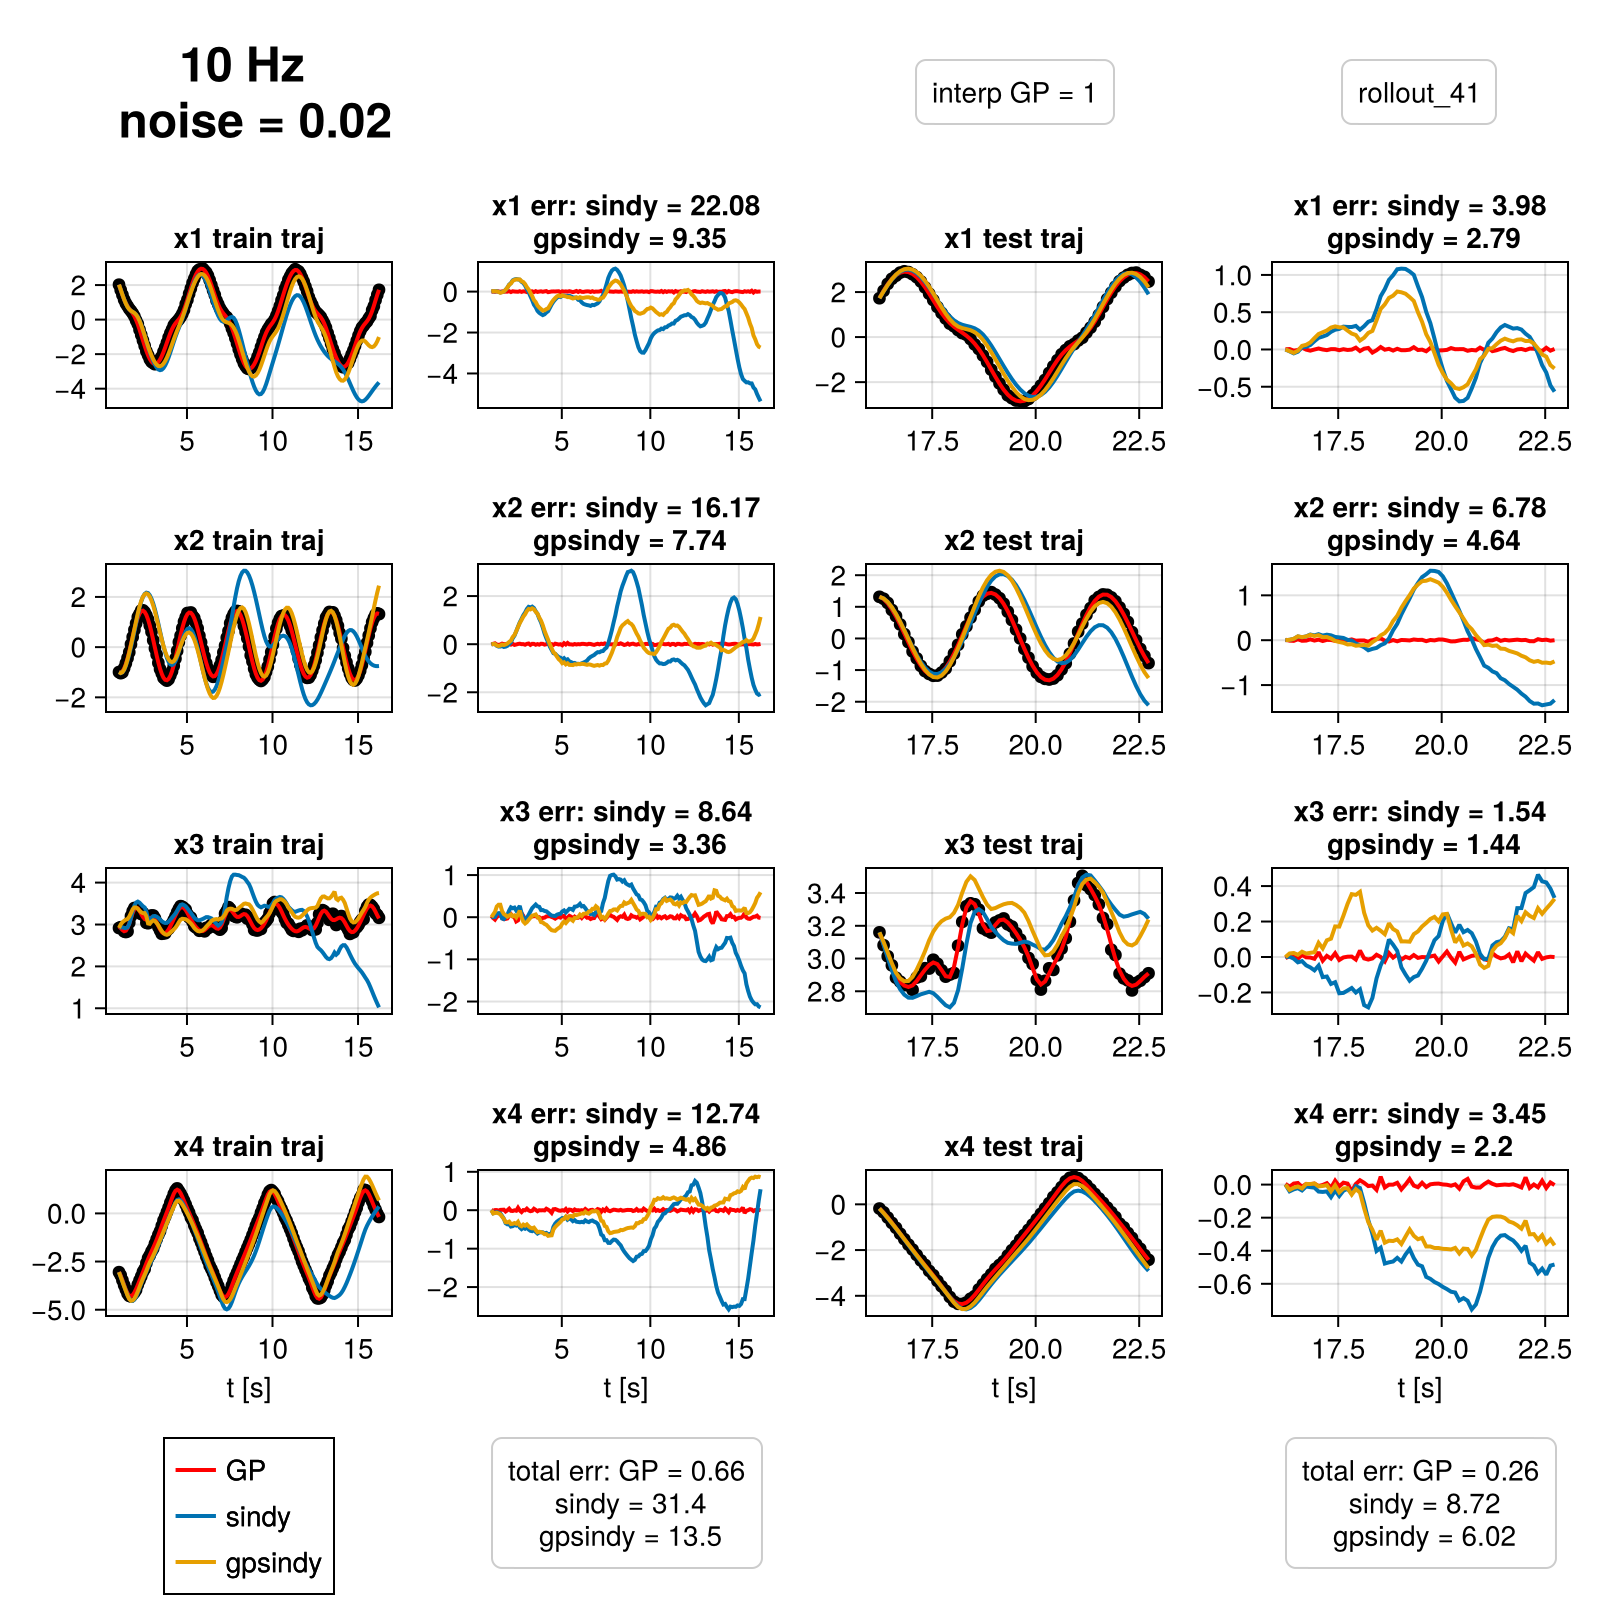 10 Hz
noise = 0.02
interp GP = 1
rollout_41
x1 train traj
2
0
−2
−4
5
10
15
x1 err: sindy = 22.08
gpsindy = 9.35
0
−2
−4
5
10
15
x1 test traj
2
0
−2
17.5
20.0
22.5
x1 err: sindy = 3.98
gpsindy = 2.79
1.0
0.5
0.0
−0.5
17.5
20.0
22.5
x2 train traj
2
0
−2
5
10
15
x2 err: sindy = 16.17
gpsindy = 7.74
2
0
−2
5
10
15
x2 test traj
2
1
0
−1
−2
17.5
20.0
22.5
x2 err: sindy = 6.78
gpsindy = 4.64
1
0
−1
17.5
20.0
22.5
x3 train traj
4
3
2
1
5
10
15
x3 err: sindy = 8.64
gpsindy = 3.36
1
0
−1
−2
5
10
15
x3 test traj
3.4
3.2
3.0
2.8
17.5
20.0
22.5
x3 err: sindy = 1.54
gpsindy = 1.44
0.4
0.2
0.0
−0.2
17.5
20.0
22.5
x4 train traj
0.0
−2.5
−5.0
5
10
15
t [s]
x4 err: sindy = 12.74
gpsindy = 4.86
1
0
−1
−2
5
10
15
t [s]
x4 test traj
0
−2
−4
17.5
20.0
22.5
t [s]
x4 err: sindy = 3.45
gpsindy = 2.2
0.0
−0.2
−0.4
−0.6
17.5
20.0
22.5
t [s]
GP
sindy
gpsindy
total err: GP = 0.66
sindy = 31.4
gpsindy = 13.5
total err: GP = 0.26
sindy = 8.72
gpsindy = 6.02